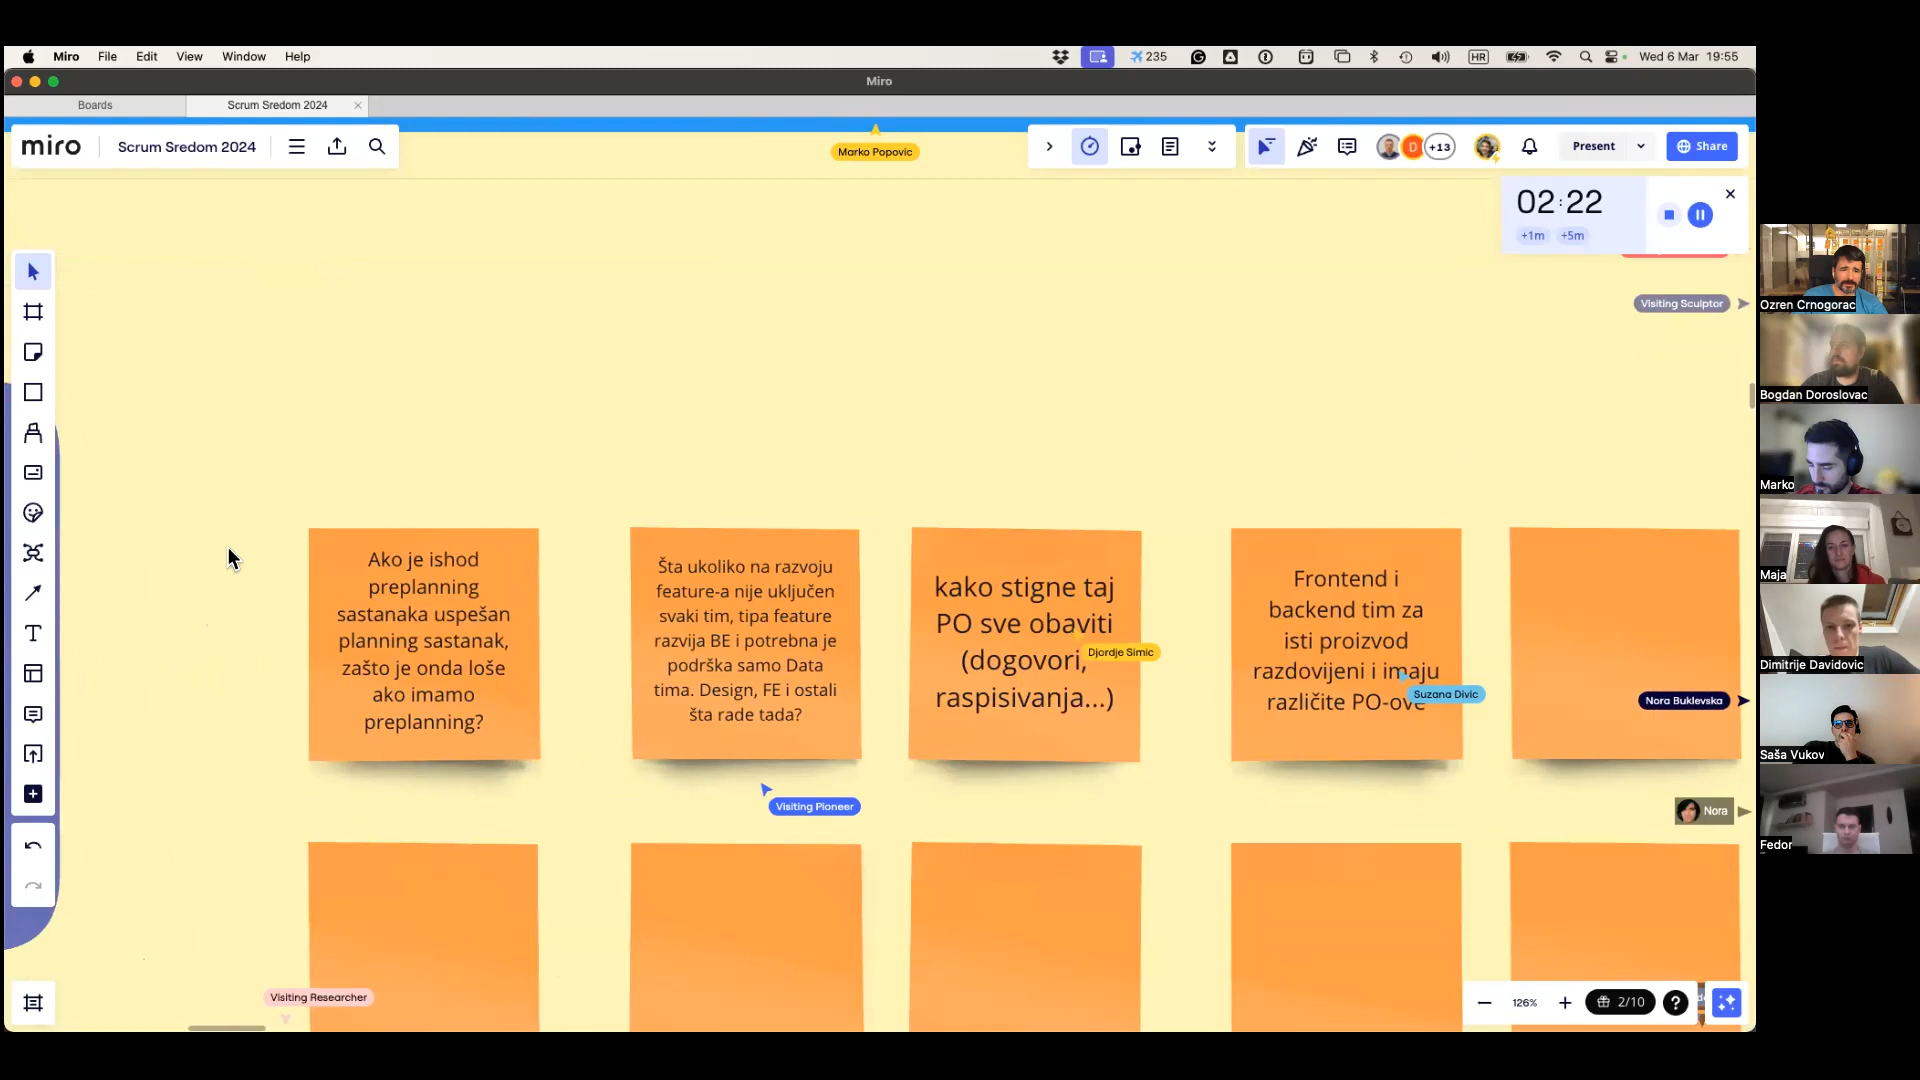 Miro File Edit View Window Help
235
HR
Wed 6 Mar 19:55
Miro
Boards
Scrum Sredom 2024
miro
Scrum Sredom 2024
Marko Popovic
D
+13
Present
Share
02:22
+1m +5m
Visiting Sculptor
Ozren Crnogorac
Bogdan Doroslovac
Marko
Maja
Dimitrije Davidovic
Saša Vukov
Fedor
Ako je ishod
preplanning
sastanaka uspešan
planning sastanak,
zašto je onda loše
ako imamo
preplanning?
Šta ukoliko na razvoju
feature-a nije uključen
svaki tim, tipa feature
razvija BE i potrebna je
podrška samo Data
tima. Design, FE i ostali
šta rade tada?
kako stigne taj
PO sve obaviti
(dogovori,
raspisivanja...)
Djordje Simic
Frontend i
backend tim za
isti proizvod
razdovijeni i imaju
različite PO-ove
Suzana Divic
Nora Buklevska
Visiting Pioneer
Nora
Visiting Researcher
126%
2/10
?